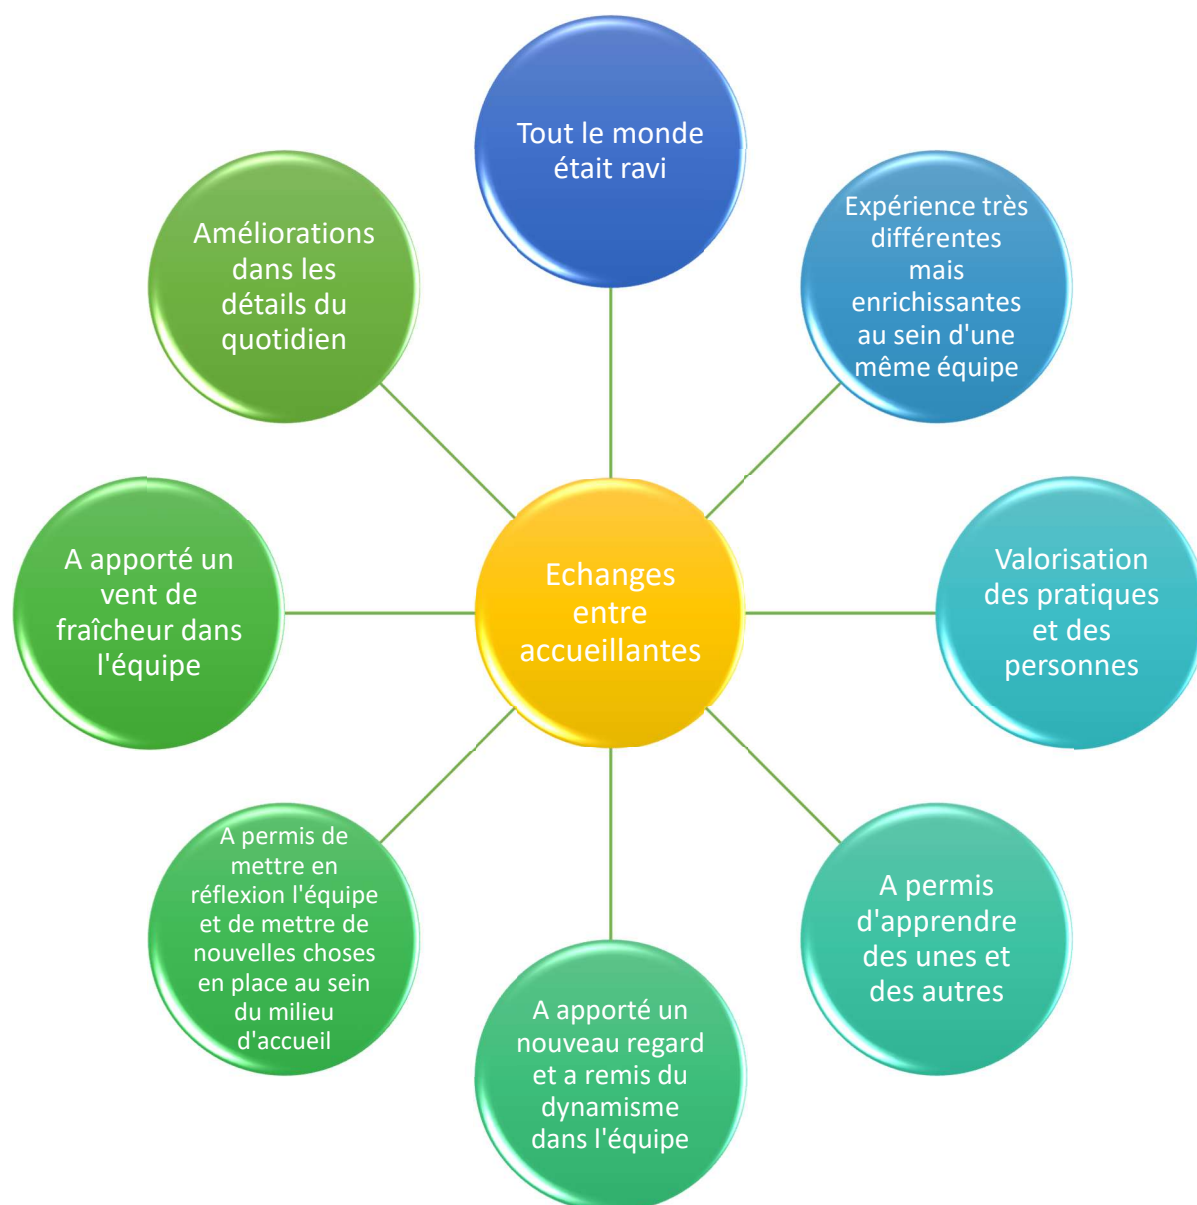 Tout le monde
était ravi
Expérience très
différentes
mais
enrichissantes
au sein d'une
même équipe
Valorisation
des pratiques
et des
personnes
A permis
d'apprendre
des unes et
des autres
A apporté un
nouveau regard
et a remis du
dynamisme
dans l'équipe
A permis de
mettre en
réflexion l'équipe
et de mettre de
nouvelles choses
en place au sein
du milieu
d'accueil
A apporté un
vent de
fraîcheur dans
l'équipe
Améliorations
dans les
détails du
quotidien
Echanges
entre
accueillantes